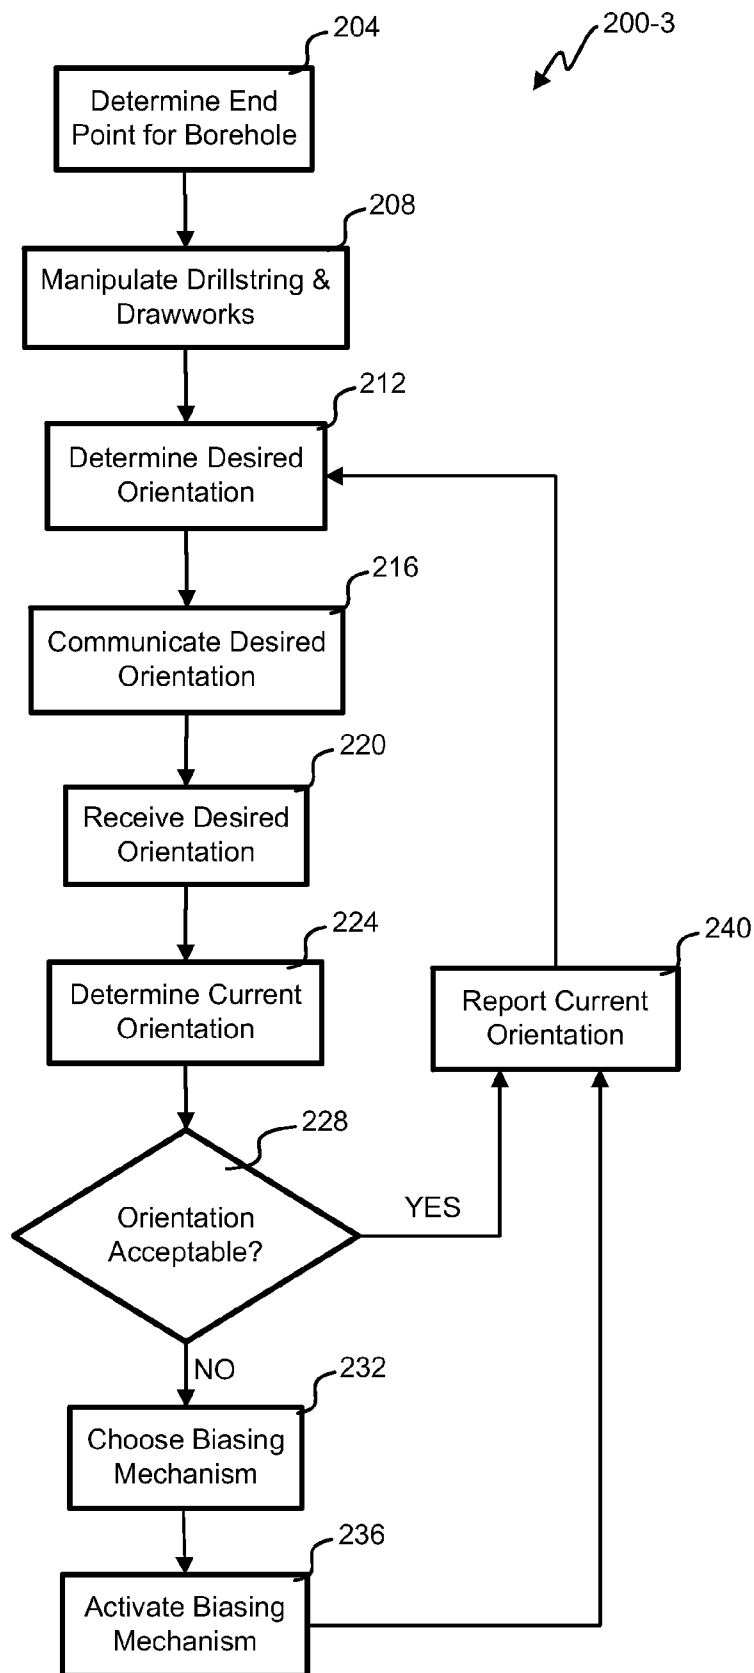 204
200-3
Determine End
Point for Borehole
208
Manipulate Drillstring &
Drawworks
212
Determine Desired
Orientation
216
Communicate Desired
Orientation
220
Receive Desired
Orientation
224
Determine Current
Orientation
240
Report Current
Orientation
228
YES
Orientation
Acceptable?
NO
232
Choose Biasing
Mechanism
236
Activate Biasing
Mechanism